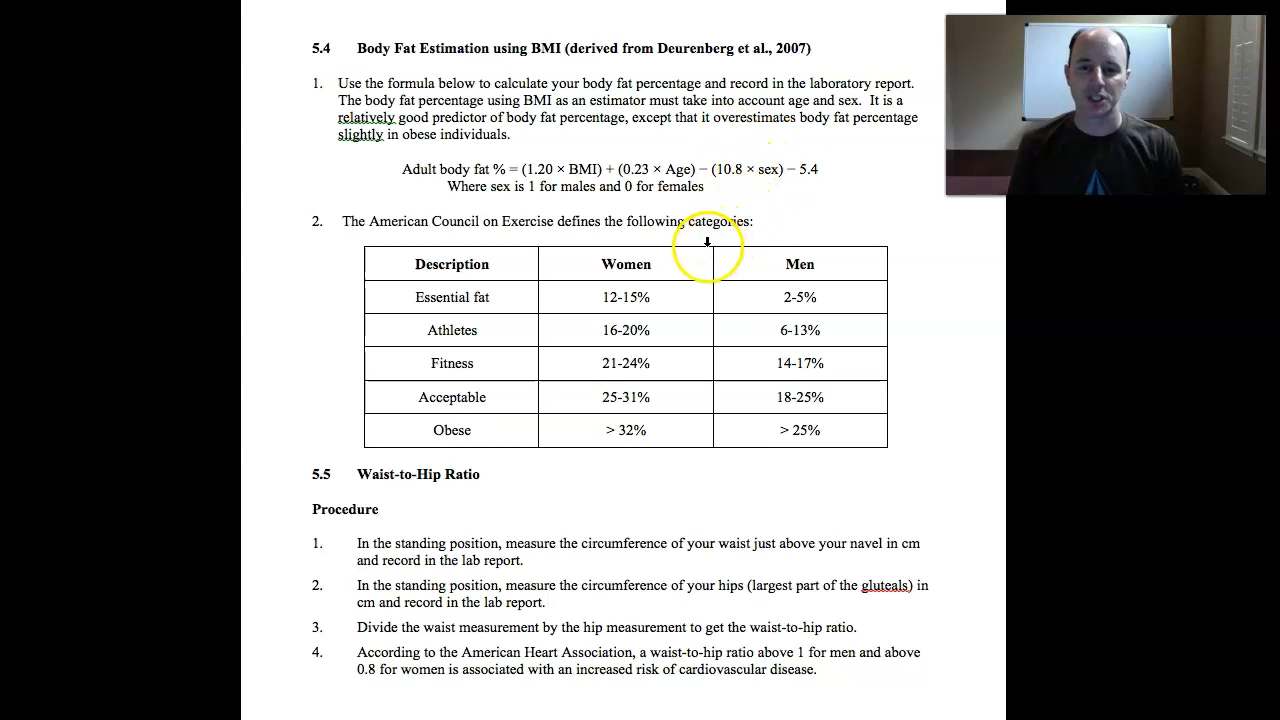 5.4 Body Fat Estimation using BMI (derived from Deurenberg et al., 2007)
1. Use the formula below to calculate your body fat percentage and record in the laboratory report.
The body fat percentage using BMI as an estimator must take into account age and sex. It is a
relatively good predictor of body fat percentage, except that it overestimates body fat percentage
slightly in obese individuals.
Adult body fat % = (1.20 × BMI) + (0.23 × Age) − (10.8 × sex) − 5.4
Where sex is 1 for males and 0 for females
2. The American Council on Exercise defines the following categories:
Description Women Men
Essential fat 12-15% 2-5%
Athletes 16-20% 6-13%
Fitness 21-24% 14-17%
Acceptable 25-31% 18-25%
Obese > 32% > 25%
5.5 Waist-to-Hip Ratio
Procedure
1. In the standing position, measure the circumference of your waist just above your navel in cm
and record in the lab report.
2. In the standing position, measure the circumference of your hips (largest part of the gluteals) in
cm and record in the lab report.
3. Divide the waist measurement by the hip measurement to get the waist-to-hip ratio.
4. According to the American Heart Association, a waist-to-hip ratio above 1 for men and above
0.8 for women is associated with an increased risk of cardiovascular disease.